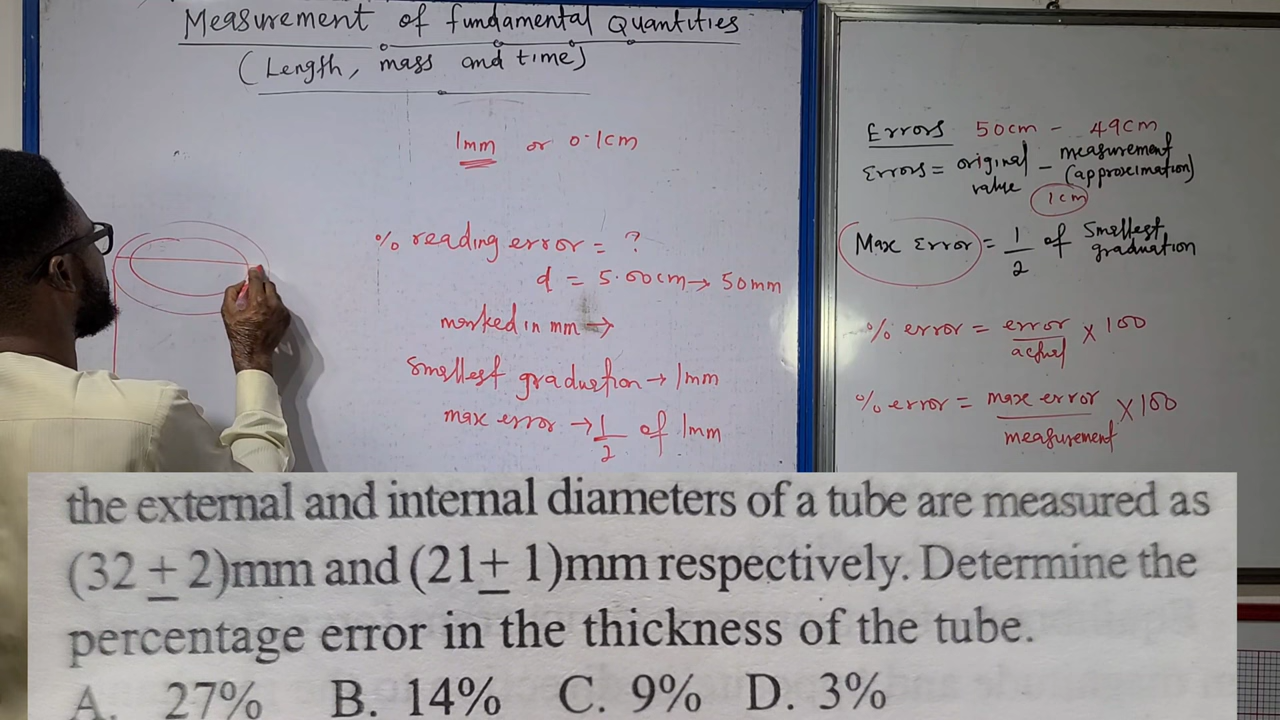 Measurement of fundamental Quantities
(Length, mass and time)
1mm or 0.1cm
% reading error = ?
d = 5.00cm → 50mm
marked in mm →
Smallest graduation → 1mm
max error → 1/2 of 1mm
Errors 50cm - 49cm
Errors = original value - measurement (approximation)
1cm
Max Error = 1/2 of smallest graduation
% error = error/actual × 100
% error = max error/measurement × 100
the external and internal diameters of a tube are measured as
(32 ± 2)mm and (21± 1)mm respectively. Determine the
percentage error in the thickness of the tube.
A. 27% B. 14% C. 9% D. 3%